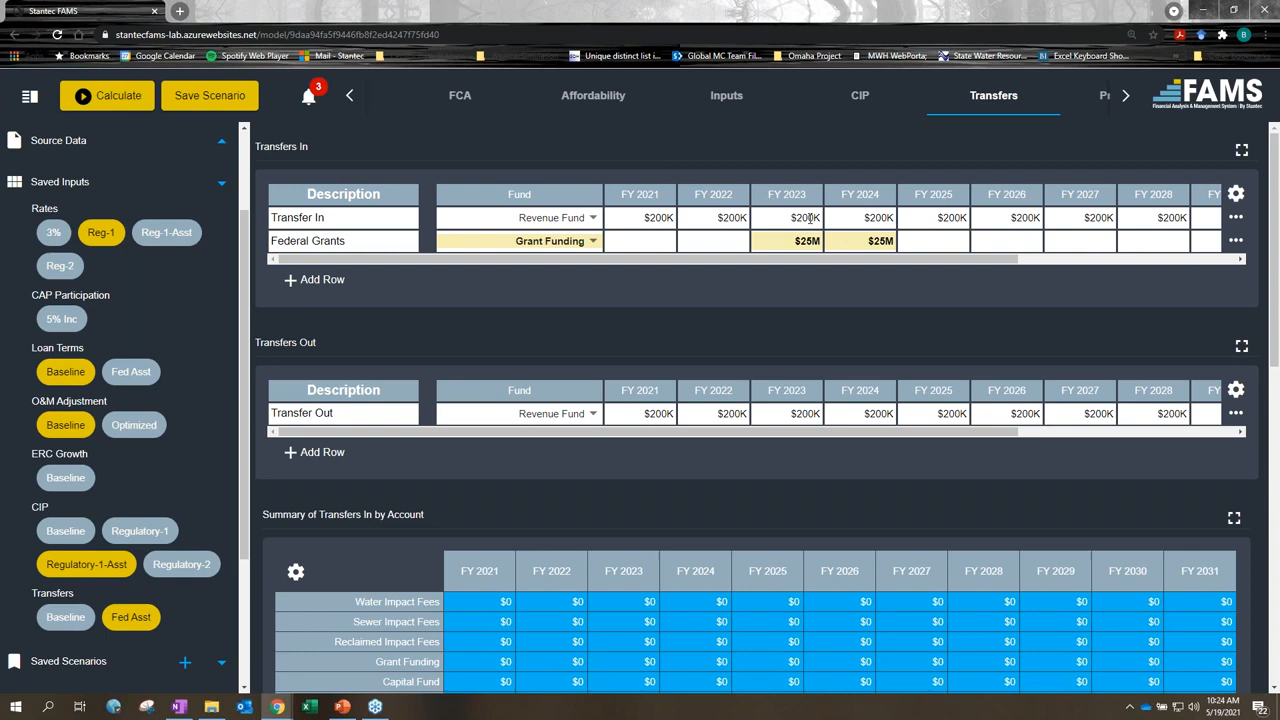 Stantec FAMS
stantecfams-lab.azurewebsites.net/model/9daa94fa5f9446fb8f2ed4247f75fd40
Bookmarks Google Calendar Spotify Web Player Mail - Stantec Unique distinct list i... Global MC Team Fil... Omaha Project MWH WebPorta... State Water Resour... Excel Keyboard Sho...
Calculate Save Scenario 3 FCA Affordability Inputs CIP Transfers FAMS
Financial Analysis & Management System | By Stantec
Source Data
Saved Inputs
Rates
3% Reg-1 Reg-1-Asst
Reg-2
CAP Participation
5% Inc
Loan Terms
Baseline Fed Asst
O&M Adjustment
Baseline Optimized
ERC Growth
Baseline
CIP
Baseline Regulatory-1
Regulatory-1-Asst Regulatory-2
Transfers
Baseline Fed Asst
Saved Scenarios
Transfers In
Description Fund FY 2021 FY 2022 FY 2023 FY 2024 FY 2025 FY 2026 FY 2027 FY 2028 FY
Transfer In Revenue Fund $200K $200K $200K $200K $200K $200K $200K $200K
Federal Grants Grant Funding $25M $25M
Add Row
Transfers Out
Description Fund FY 2021 FY 2022 FY 2023 FY 2024 FY 2025 FY 2026 FY 2027 FY 2028 FY
Transfer Out Revenue Fund $200K $200K $200K $200K $200K $200K $200K $200K
Add Row
Summary of Transfers In by Account
FY 2021 FY 2022 FY 2023 FY 2024 FY 2025 FY 2026 FY 2027 FY 2028 FY 2029 FY 2030 FY 2031
Water Impact Fees $0 $0 $0 $0 $0 $0 $0 $0 $0 $0 $0
Sewer Impact Fees $0 $0 $0 $0 $0 $0 $0 $0 $0 $0 $0
Reclaimed Impact Fees $0 $0 $0 $0 $0 $0 $0 $0 $0 $0 $0
Grant Funding $0 $0 $0 $0 $0 $0 $0 $0 $0 $0 $0
Capital Fund $0 $0 $0 $0 $0 $0 $0 $0 $0 $0 $0
10:24 AM
5/19/2021
22